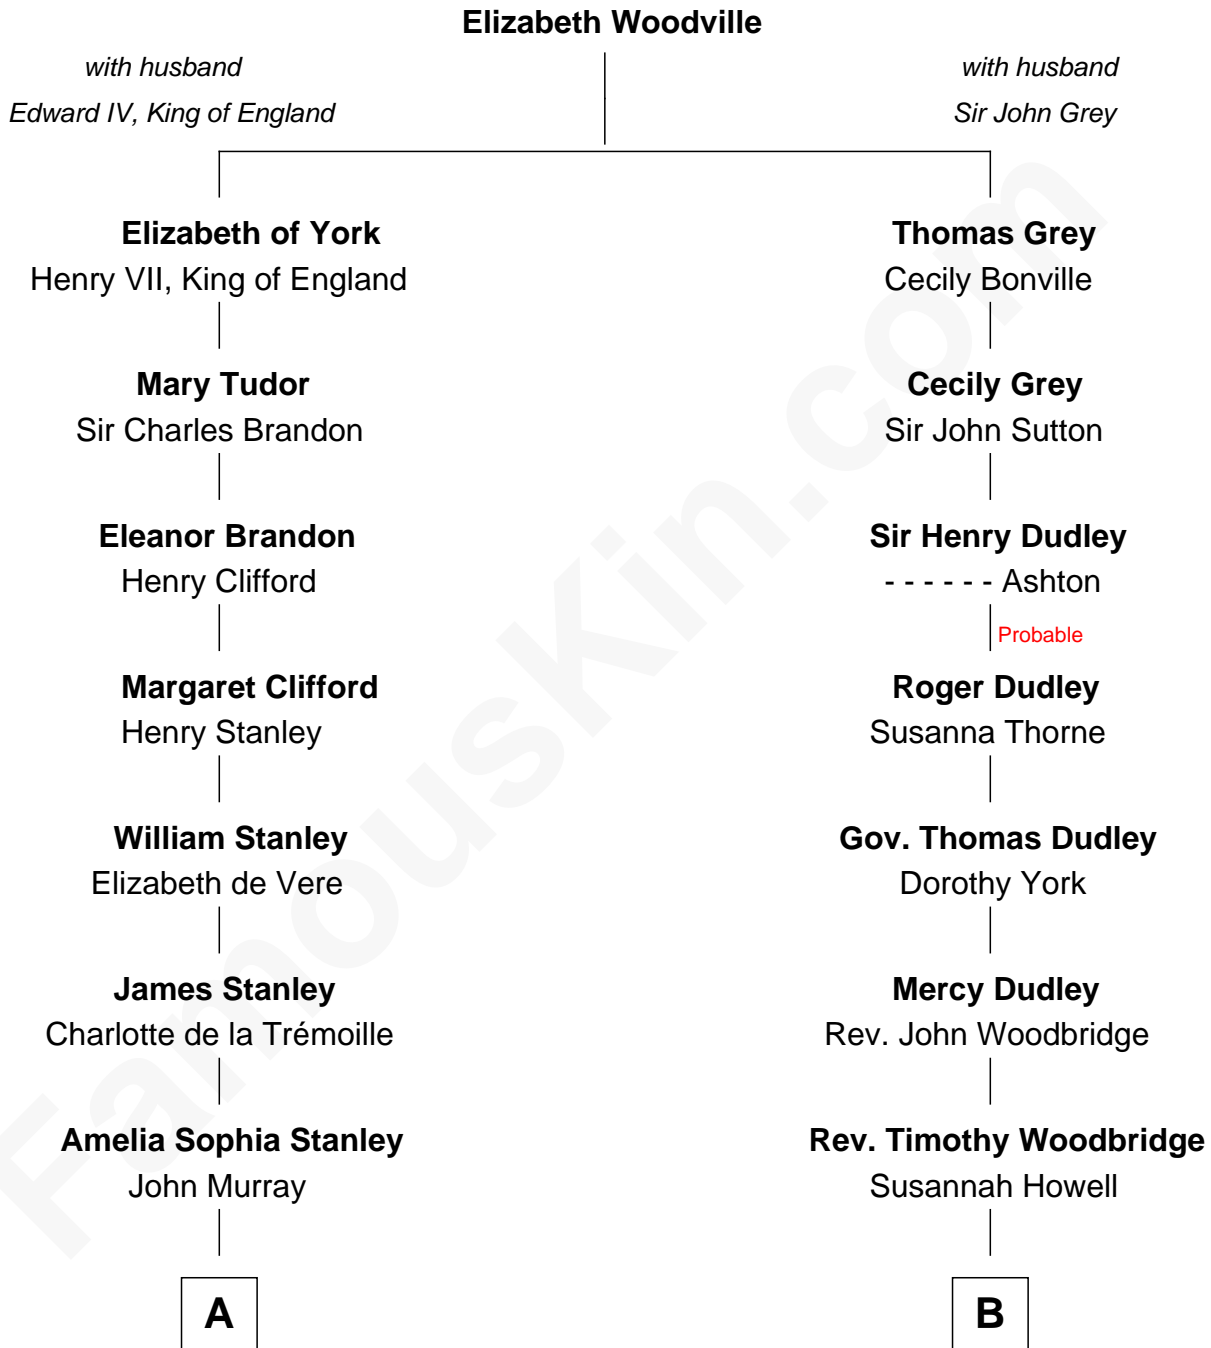 Elizabeth Woodville
with husband
Edward IV, King of England
with husband
Sir John Grey
Elizabeth of York
Henry VII, King of England
Thomas Grey
Cecily Bonville
Mary Tudor
Sir Charles Brandon
Cecily Grey
Sir John Sutton
Eleanor Brandon
Henry Clifford
Sir Henry Dudley
- - - - - - Ashton
Probable
Margaret Clifford
Henry Stanley
Roger Dudley
Susanna Thorne
William Stanley
Elizabeth de Vere
Gov. Thomas Dudley
Dorothy York
James Stanley
Charlotte de la Trémoille
Mercy Dudley
Rev. John Woodbridge
Amelia Sophia Stanley
John Murray
Rev. Timothy Woodbridge
Susannah Howell
A
B
FamousKin.com